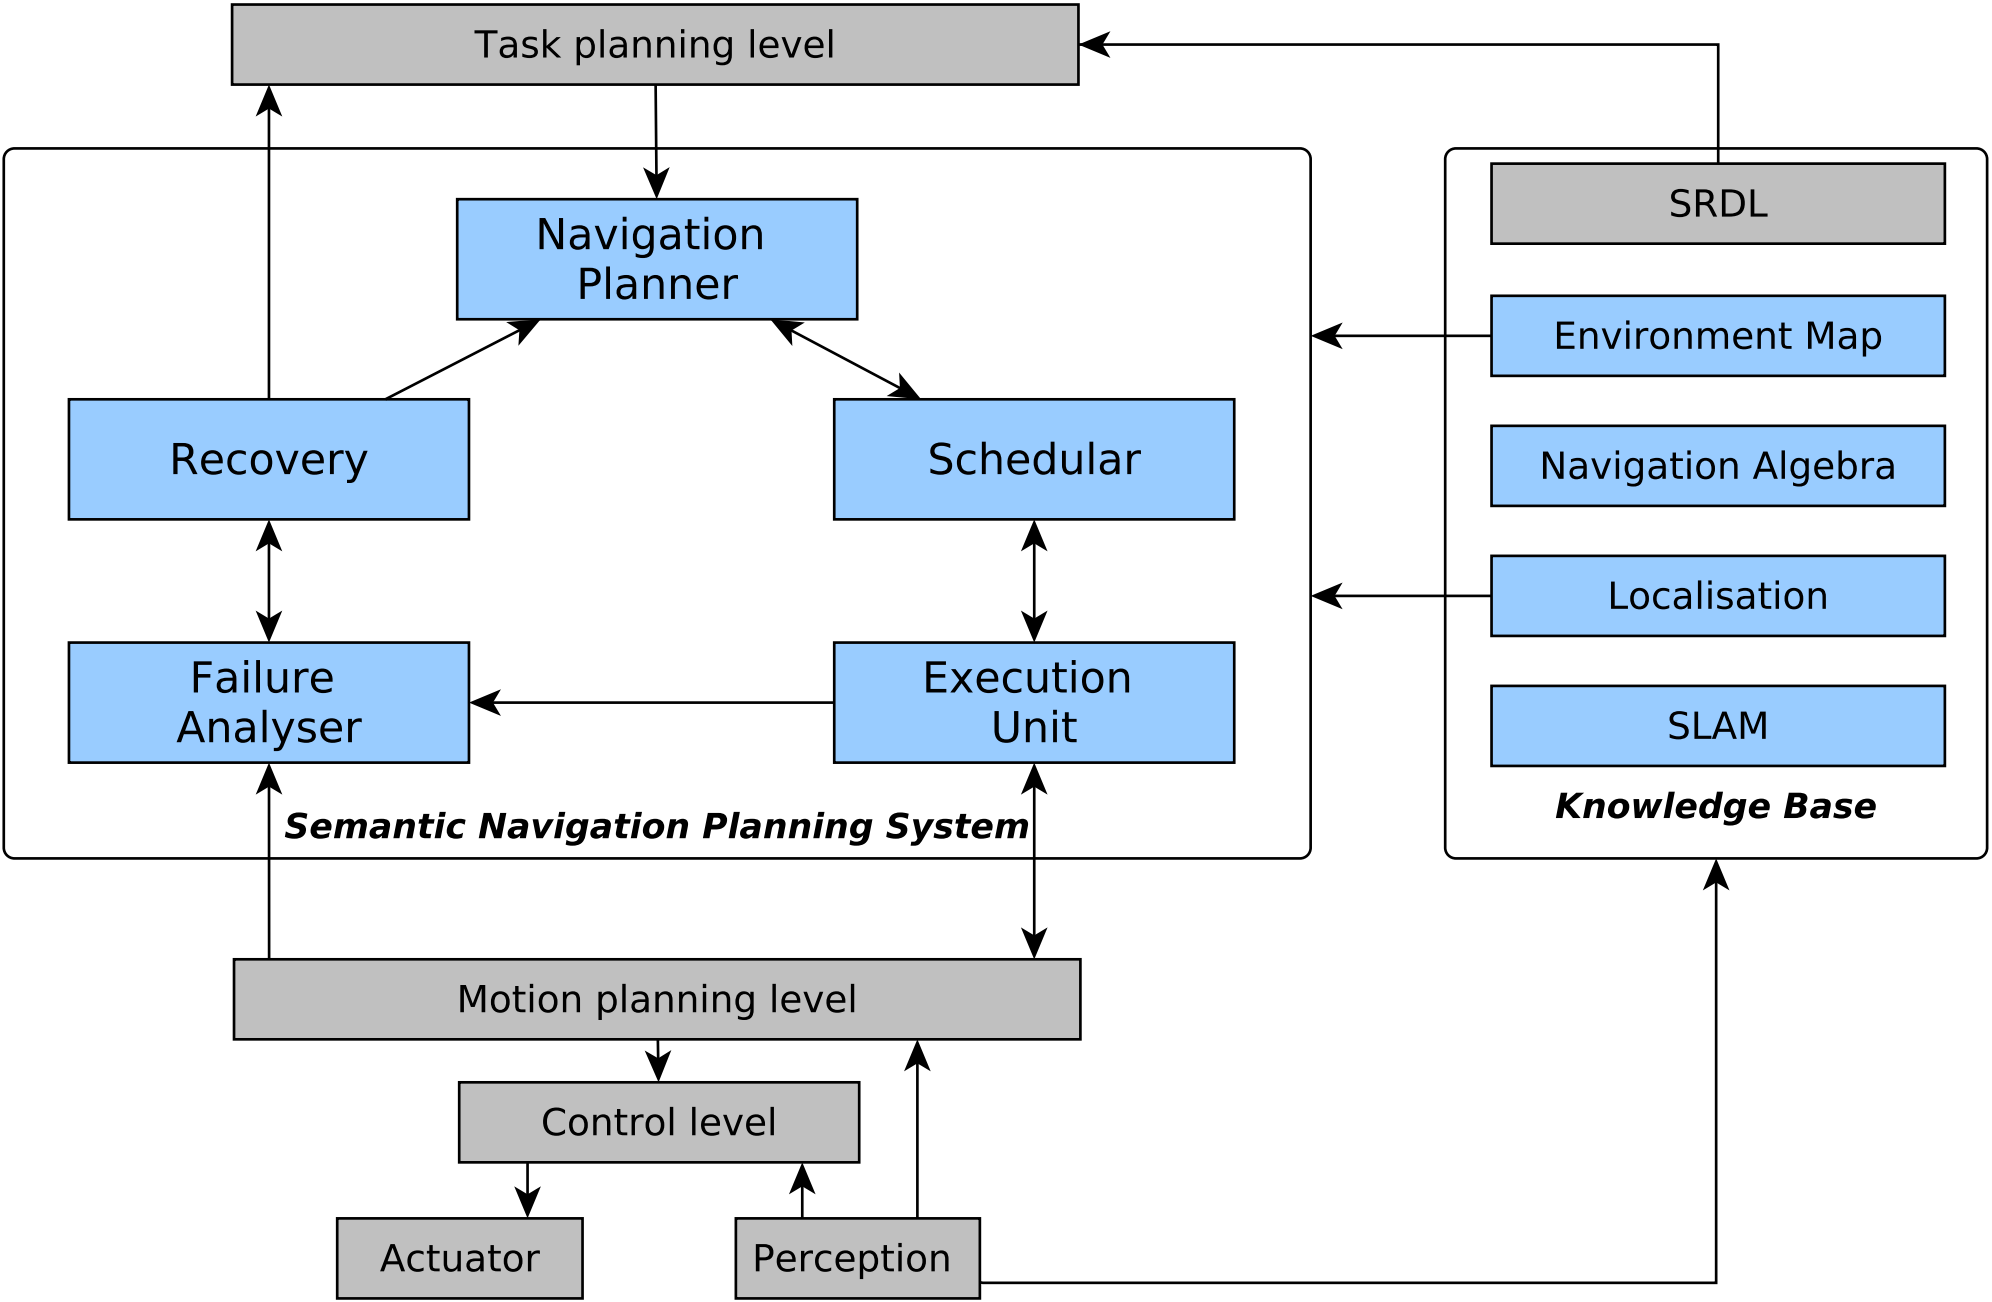 Task planning level
Navigation
Planner
Recovery
Schedular
Failure
Analyser
Execution
Unit
Semantic Navigation Planning System
SRDL
Environment Map
Navigation Algebra
Localisation
SLAM
Knowledge Base
Motion planning level
Control level
Actuator
Perception